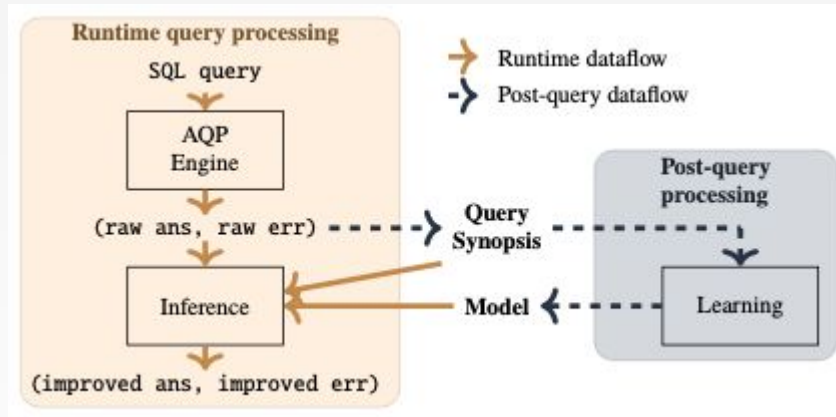 Runtime query processing
SQL query
AQP
Engine
(raw ans, raw err)
Inference
(improved ans, improved err)
Runtime dataflow
Post-query dataflow
Query
Synopsis
Model
Post-query
processing
Learning